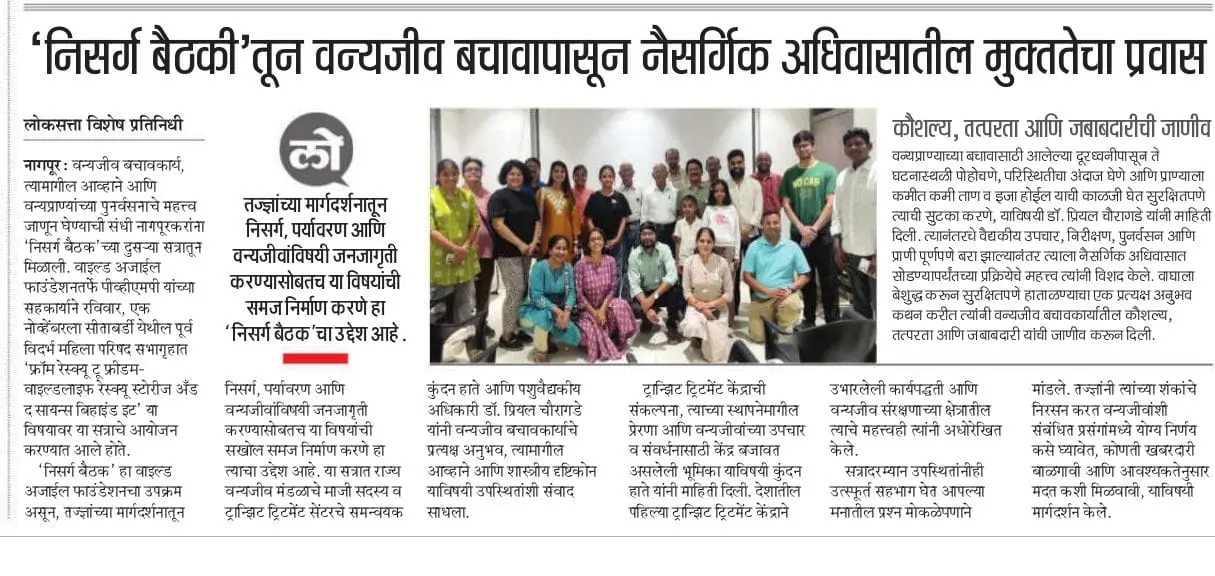 ‘निसर्ग बैठकी’तून वन्यजीव बचावापासून नैसर्गिक अधिवासातील मुक्ततेचा प्रवास
लोकसत्ता विशेष प्रतिनिधी
नागपूर : वन्यजीव बचावकार्य,
त्यामागील आव्हाने आणि
वन्यप्राण्यांच्या पुनर्वसनाचे महत्त्व
जाणून घेण्याची संधी नागपूरकरांना
‘निसर्ग बैठक’च्या दुसऱ्या सत्रातून
मिळाली. वाइल्ड अजाईल
फाउंडेशनतर्फे पीव्हीएमपी यांच्या
सहकार्याने रविवार, एक
नोव्हेंबरला सीताबर्डी येथील पूर्व
विदर्भ महिला परिषद सभागृहात
‘फ्रॉम रेस्क्यू टू फ्रीडम-
वाइल्डलाइफ रेस्क्यू स्टोरीज अँड
द सायन्स बिहाइंड इट’ या
विषयावर या सत्राचे आयोजन
करण्यात आले होते.
‘निसर्ग बैठक’ हा वाइल्ड
अजाईल फाउंडेशनचा उपक्रम
असून, तज्ज्ञांच्या मार्गदर्शनातून
लो
तज्ज्ञांच्या मार्गदर्शनातून
निसर्ग, पर्यावरण आणि
वन्यजीवांविषयी जनजागृती
करण्यासोबतच या विषयांची
समज निर्माण करणे हा
‘निसर्ग बैठक’चा उद्देश आहे.
निसर्ग, पर्यावरण आणि
वन्यजीवांविषयी जनजागृती
करण्यासोबतच या विषयांची
सखोल समज निर्माण करणे हा
त्याचा उद्देश आहे. या सत्रात राज्य
वन्यजीव मंडळाचे माजी सदस्य व
ट्रान्झिट ट्रिटमेंट सेंटरचे समन्वयक
कुंदन हाते आणि पशुवैद्यकीय
अधिकारी डॉ. प्रियल चौरागडे
यांनी वन्यजीव बचावकार्याचे
प्रत्यक्ष अनुभव, त्यामागील
आव्हाने आणि शास्त्रीय दृष्टिकोन
याविषयी उपस्थितांशी संवाद
साधला.
ट्रान्झिट ट्रिटमेंट केंद्राची
संकल्पना, त्याच्या स्थापनेमागील
प्रेरणा आणि वन्यजीवांच्या उपचार
व संवर्धनासाठी केंद्र बजावत
असलेली भूमिका याविषयी कुंदन
हाते यांनी माहिती दिली. देशातील
पहिल्या ट्रान्झिट ट्रिटमेंट केंद्राने
उभारलेली कार्यपद्धती आणि
वन्यजीव संरक्षणाच्या क्षेत्रातील
त्याचे महत्त्वही त्यांनी अधोरेखित
केले.
सत्रादरम्यान उपस्थितांनीही
उत्स्फूर्त सहभाग घेत आपल्या
मनातील प्रश्न मोकळेपणाने
मांडले. तज्ज्ञांनी त्यांच्या शंकांचे
निरसन करत वन्यजीवांशी
संबंधित प्रसंगांमध्ये योग्य निर्णय
कसे घ्यावेत, कोणती खबरदारी
बाळगावी आणि आवश्यकतेनुसार
मदत कशी मिळवावी, याविषयी
मार्गदर्शन केले.
कौशल्य, तत्परता आणि जबाबदारीची जाणीव
वन्यप्राण्याच्या बचावासाठी आलेल्या दूरध्वनीपासून ते
घटनास्थळी पोहोचणे, परिस्थितीचा अंदाज घेणे आणि प्राण्याला
कमीत कमी ताण व इजा होईल याची काळजी घेत सुरक्षितपणे
त्याची सुटका करणे, याविषयी डॉ. प्रियल चौरागडे यांनी माहिती
दिली. त्यानंतरचे वैद्यकीय उपचार, निरीक्षण, पुनर्वसन आणि
प्राणी पूर्णपणे बरा झाल्यानंतर त्याला नैसर्गिक अधिवासात
सोडण्यापर्यंतच्या प्रक्रियेचे महत्त्व त्यांनी विशद केले. वाघाला
बेशुद्ध करून सुरक्षितपणे हाताळण्याचा एक प्रत्यक्ष अनुभव
कथन करीत त्यांनी वन्यजीव बचावकार्यातील कौशल्य,
तत्परता आणि जबाबदारी यांची जाणीव करून दिली.